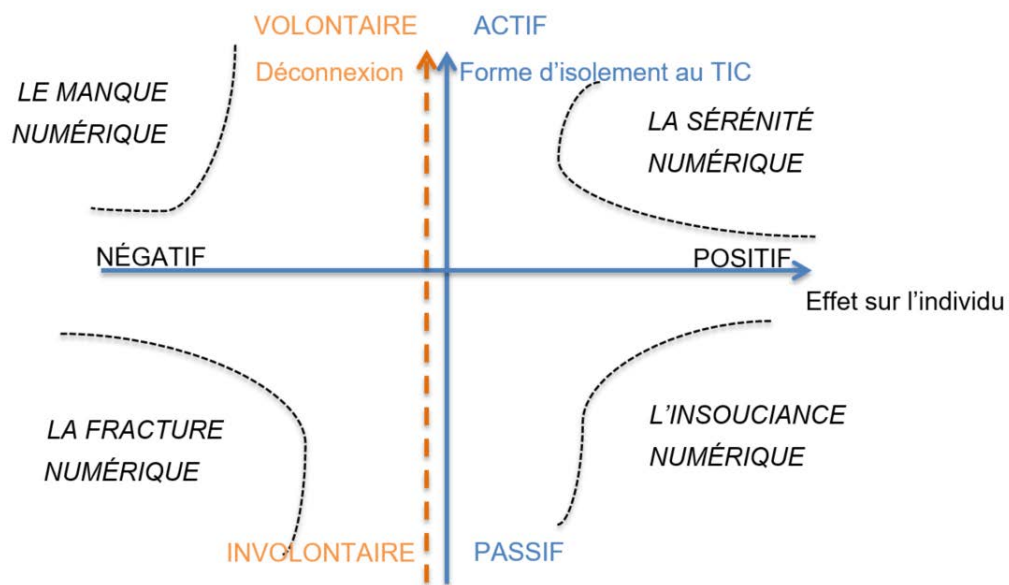 VOLONTAIRE
ACTIF
Déconnexion
Forme d'isolement au TIC
LE MANQUE
NUMÉRIQUE
LA SÉRÉNITÉ
NUMÉRIQUE
NÉGATIF
POSITIF
Effet sur l'individu
LA FRACTURE
NUMÉRIQUE
L'INSOUCIANCE
NUMÉRIQUE
INVOLONTAIRE
PASSIF